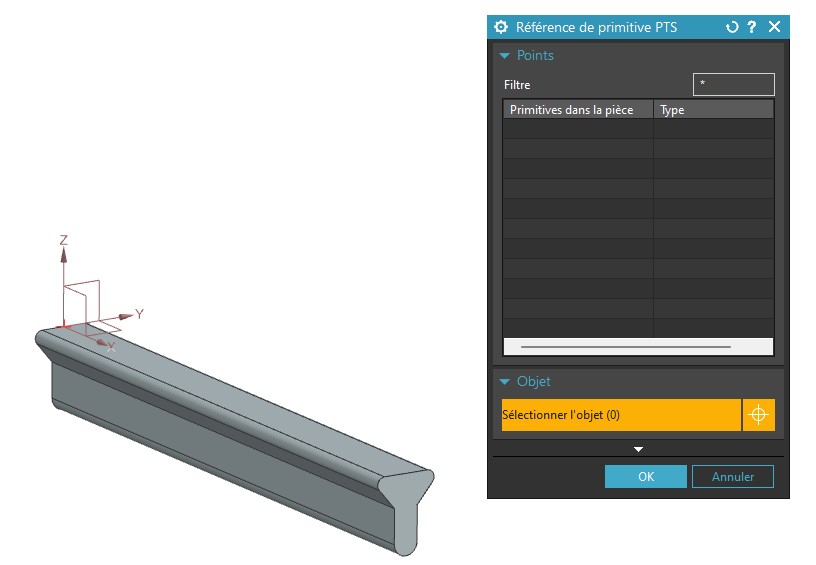 Référence de primitive PTS ?
Points
Filtre *
Primitives dans la pièce Type
Z
Y
X
Objet
Sélectionner l'objet (0)
OK Annuler